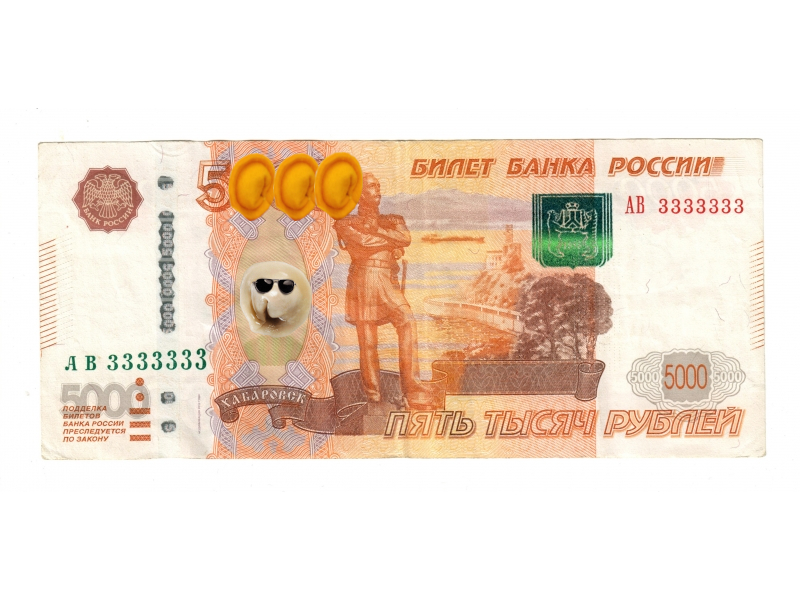 БИЛЕТ БАНКА РОССИИ
БАНК РОССИИ
5
АВ 3333333
АВ 3333333
5000
5000 5000 5000
ХАБАРОВСК
ПОДДЕЛКА
БИЛЕТОВ
БАНКА РОССИИ
ПРЕСЛЕДУЕТСЯ
ПО ЗАКОНУ
ПЯТЬ ТЫСЯЧ РУБЛЕЙ